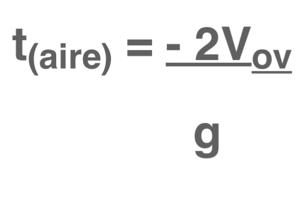 t(aire) = - 2Vov
g